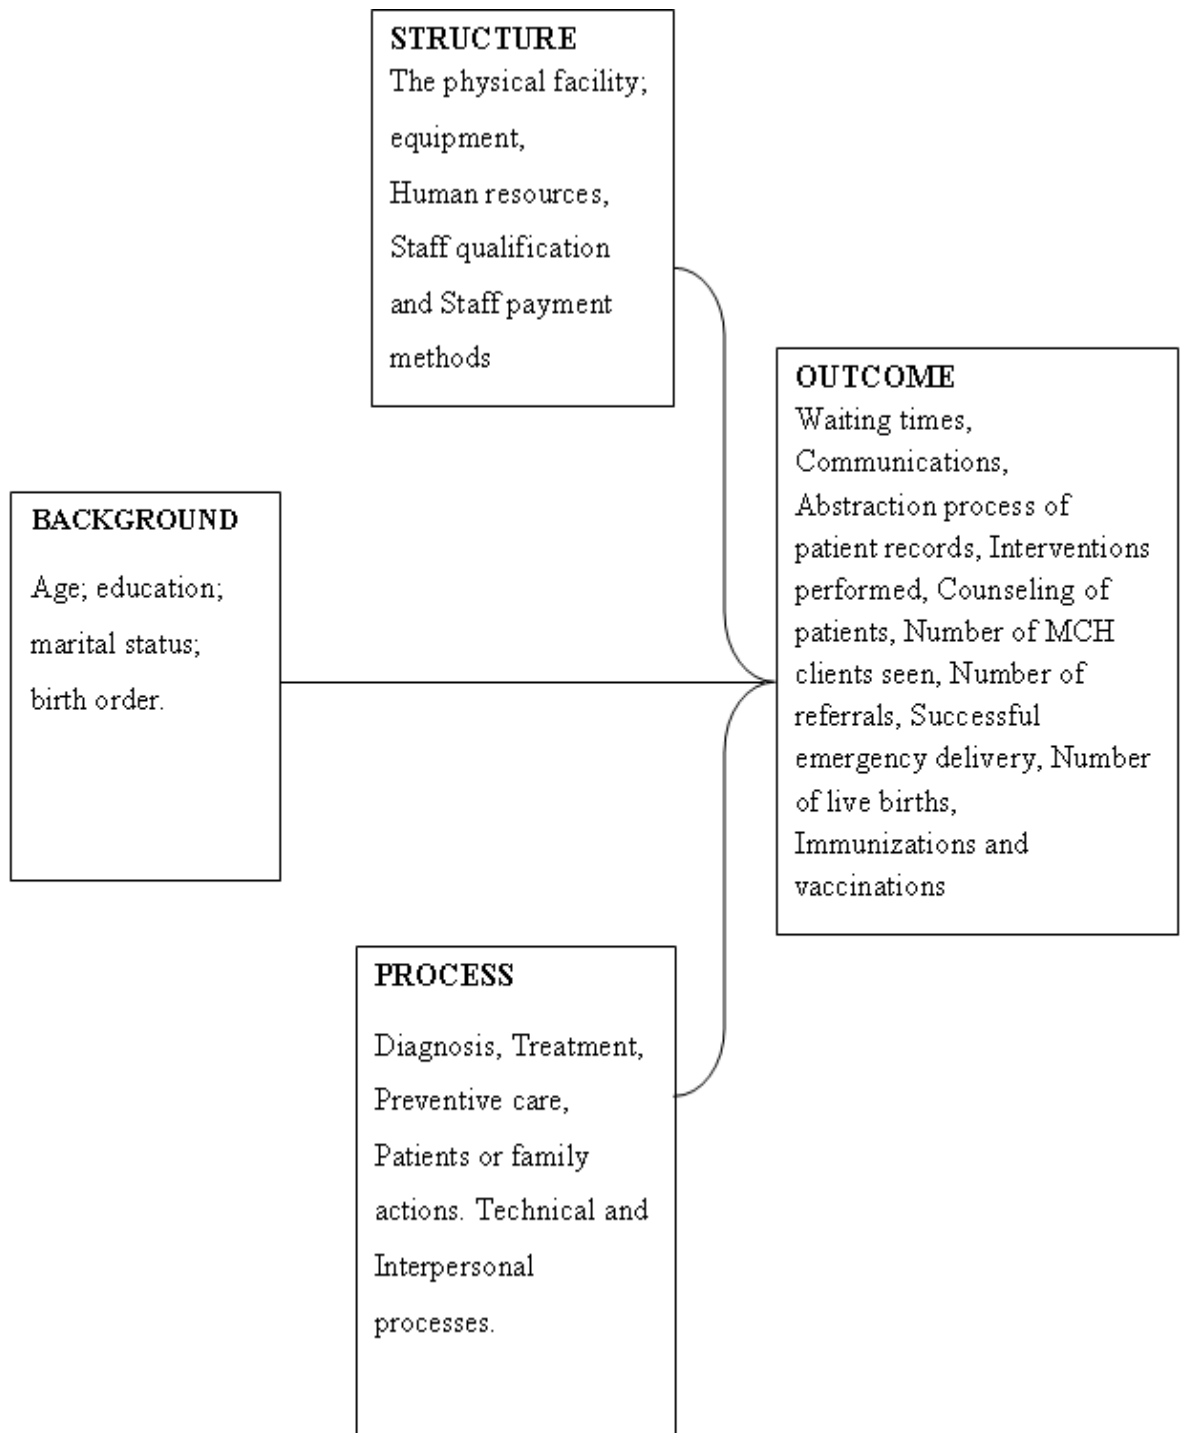 STRUCTURE
The physical facility;
equipment,
Human resources,
Staff qualification
and Staff payment
methods
BACKGROUND
Age; education;
marital status;
birth order.
OUTCOME
Waiting times,
Communications,
Abstraction process of
patient records, Interventions
performed, Counseling of
patients, Number of MCH
clients seen, Number of
referrals, Successful
emergency delivery, Number
of live births,
Immunizations and
vaccinations
PROCESS
Diagnosis, Treatment,
Preventive care,
Patients or family
actions. Technical and
Interpersonal
processes.